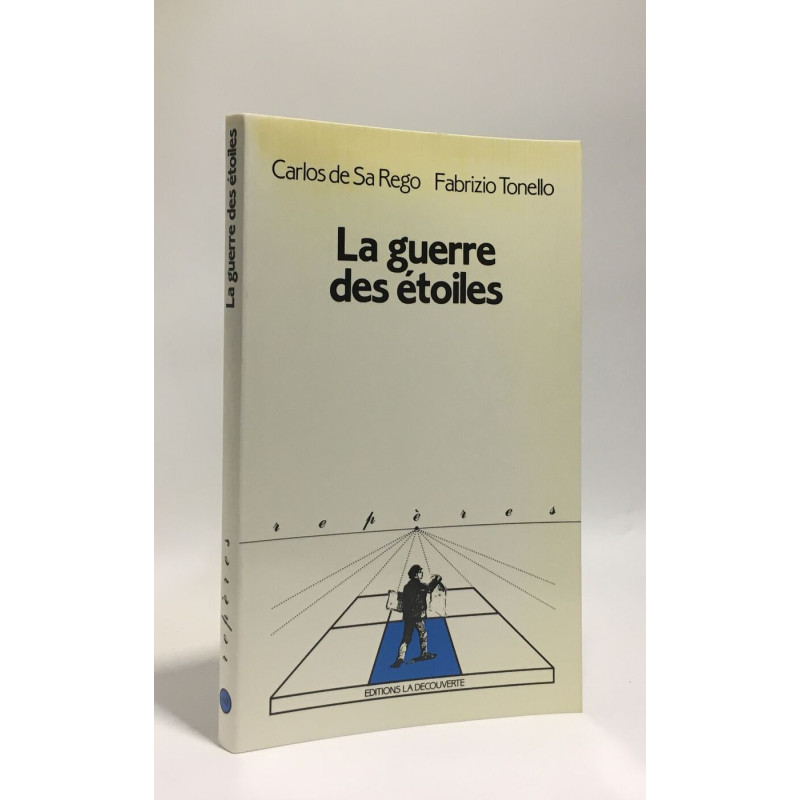 La guerre des étoiles
repères
Carlos de Sa Rego Fabrizio Tonello
La guerre
des étoiles
repères
EDITIONS LA DECOUVERTE